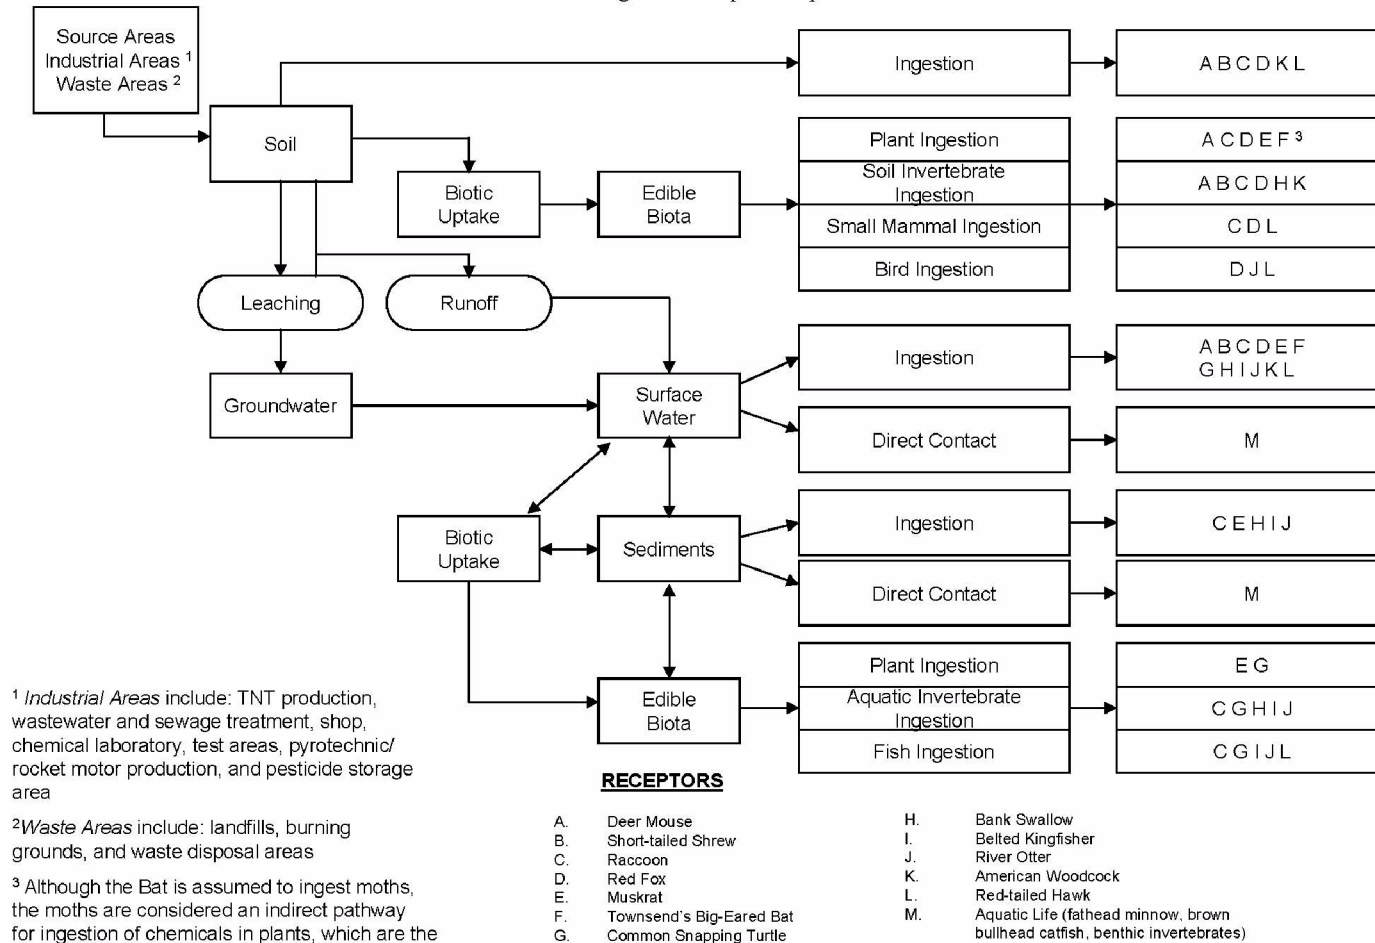 Source Areas
Industrial Areas 1
Waste Areas 2
Soil
Ingestion
A B C D K L
Biotic
Uptake
Edible
Biota
Plant Ingestion
A C D E F 3
Soil Invertebrate
Ingestion
A B C D H K
Small Mammal Ingestion
C D L
Bird Ingestion
D J L
Leaching
Runoff
Groundwater
Surface
Water
Ingestion
A B C D E F
G H I J K L
Direct Contact
M
Biotic
Uptake
Sediments
Ingestion
C E H I J
Direct Contact
M
Edible
Biota
Plant Ingestion
E G
Aquatic Invertebrate
Ingestion
C G H I J
Fish Ingestion
C G I J L
1 Industrial Areas include: TNT production,
wastewater and sewage treatment, shop,
chemical laboratory, test areas, pyrotechnic/
rocket motor production, and pesticide storage
area
2Waste Areas include: landfills, burning
grounds, and waste disposal areas
3 Although the Bat is assumed to ingest moths,
the moths are considered an indirect pathway
for ingestion of chemicals in plants, which are the
RECEPTORS
A. Deer Mouse
B. Short-tailed Shrew
C. Raccoon
D. Red Fox
E. Muskrat
F. Townsend's Big-Eared Bat
G. Common Snapping Turtle
H. Bank Swallow
I. Belted Kingfisher
J. River Otter
K. American Woodcock
L. Red-tailed Hawk
M. Aquatic Life (fathead minnow, brown
bullhead catfish, benthic invertebrates)